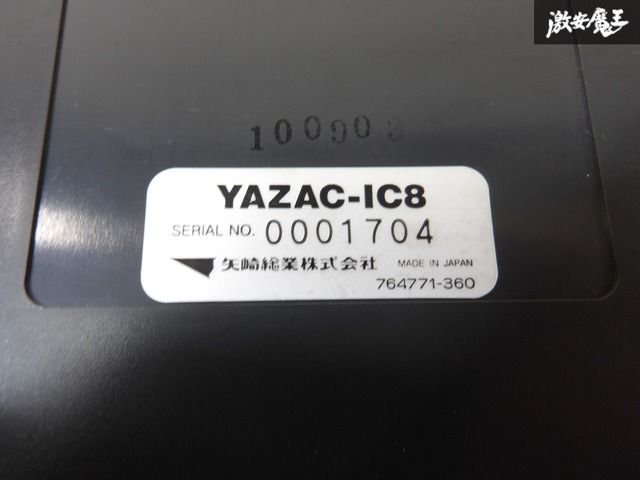 激安魔王
100903
YAZAC-IC8
SERIAL NO. 0001704
矢崎総業株式会社 MADE IN JAPAN
764771-360